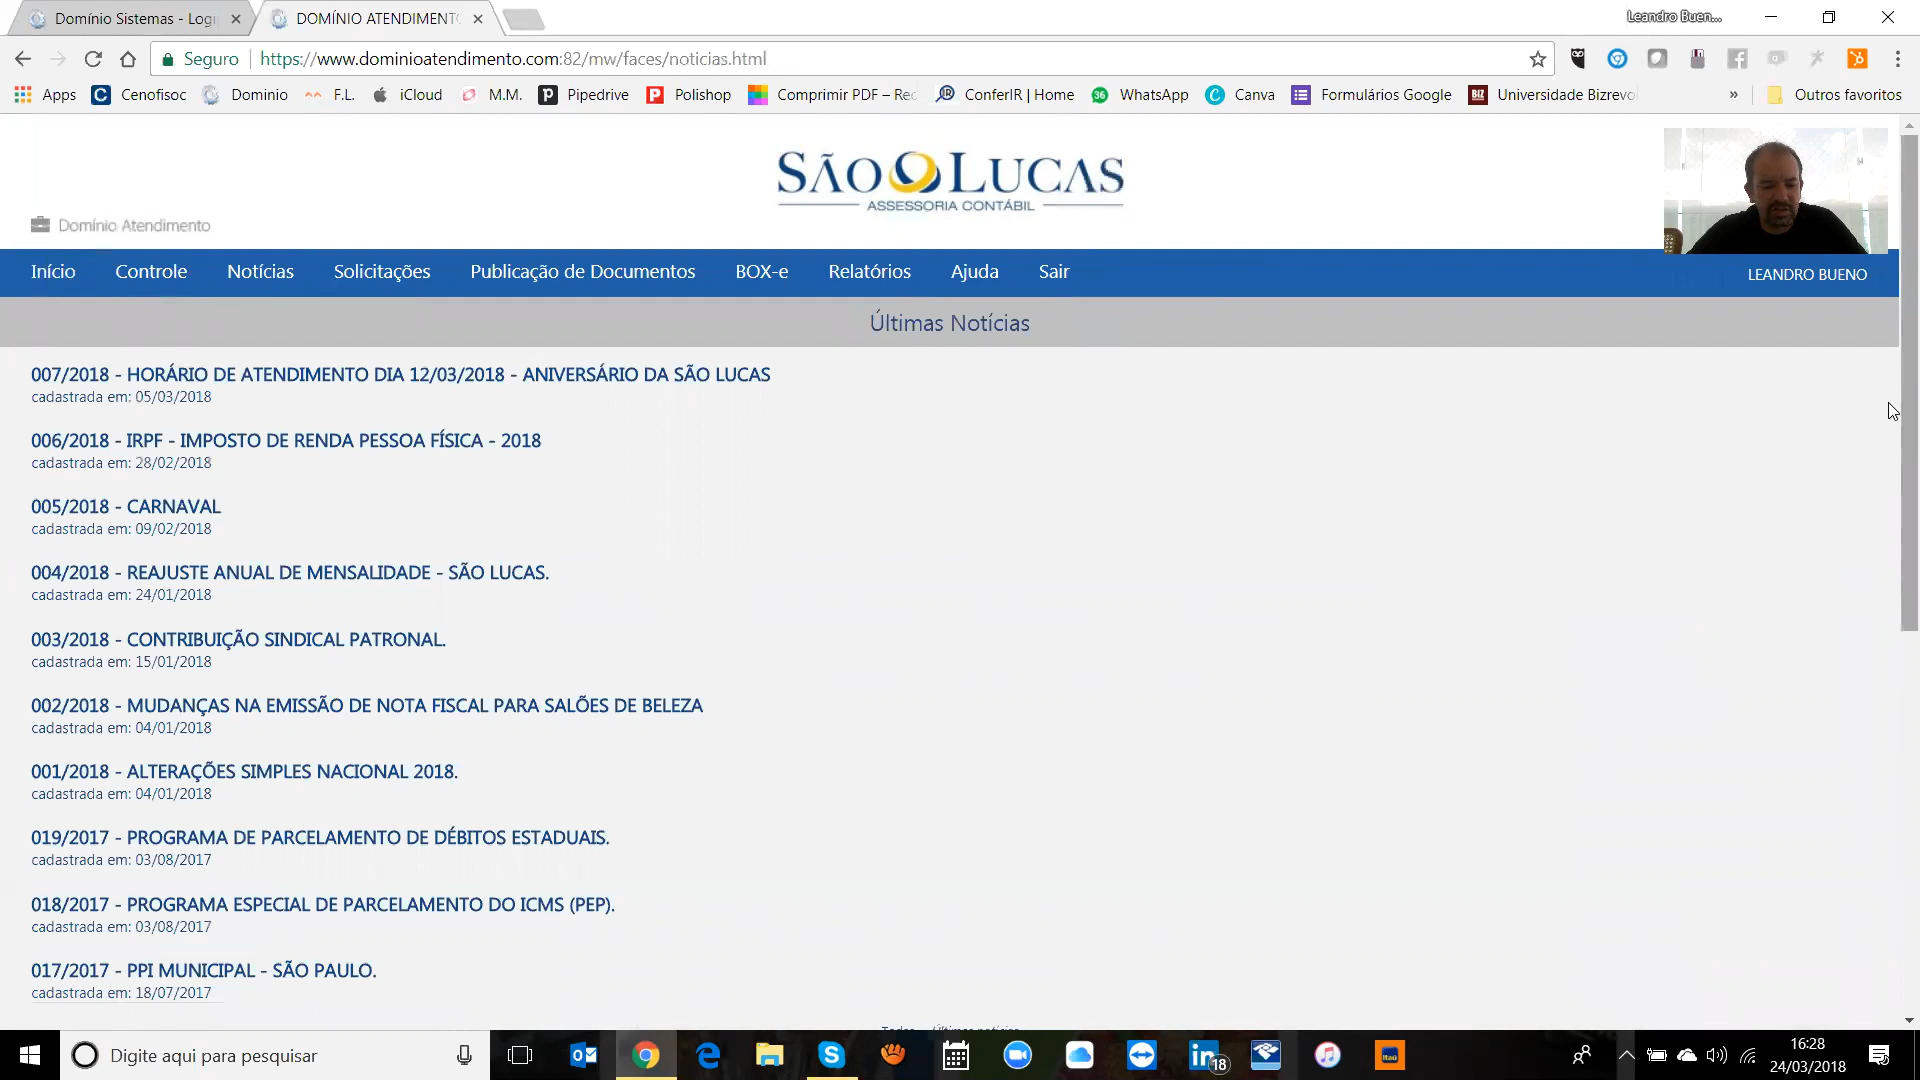 Domínio Sistemas - Logi
DOMÍNIO ATENDIMENTO
Leandro Buen...
Seguro
https://www.dominioatendimento.com:82/mw/faces/noticias.html
Apps
Cenofisoc
Dominio
F.L.
iCloud
M.M.
Pipedrive
Polishop
Comprimir PDF – Rec
ConferIR | Home
36
WhatsApp
Canva
Formulários Google
BIZ
Universidade Bizrevol
»
Outros favoritos
SÃO LUCAS
ASSESSORIA CONTÁBIL
Domínio Atendimento
Início
Controle
Notícias
Solicitações
Publicação de Documentos
BOX-e
Relatórios
Ajuda
Sair
LEANDRO BUENO
Últimas Notícias
007/2018 - HORÁRIO DE ATENDIMENTO DIA 12/03/2018 - ANIVERSÁRIO DA SÃO LUCAS
cadastrada em: 05/03/2018
006/2018 - IRPF - IMPOSTO DE RENDA PESSOA FÍSICA - 2018
cadastrada em: 28/02/2018
005/2018 - CARNAVAL
cadastrada em: 09/02/2018
004/2018 - REAJUSTE ANUAL DE MENSALIDADE - SÃO LUCAS.
cadastrada em: 24/01/2018
003/2018 - CONTRIBUIÇÃO SINDICAL PATRONAL.
cadastrada em: 15/01/2018
002/2018 - MUDANÇAS NA EMISSÃO DE NOTA FISCAL PARA SALÕES DE BELEZA
cadastrada em: 04/01/2018
001/2018 - ALTERAÇÕES SIMPLES NACIONAL 2018.
cadastrada em: 04/01/2018
019/2017 - PROGRAMA DE PARCELAMENTO DE DÉBITOS ESTADUAIS.
cadastrada em: 03/08/2017
018/2017 - PROGRAMA ESPECIAL DE PARCELAMENTO DO ICMS (PEP).
cadastrada em: 03/08/2017
017/2017 - PPI MUNICIPAL - SÃO PAULO.
cadastrada em: 18/07/2017
Digite aqui para pesquisar
18
16:28
24/03/2018